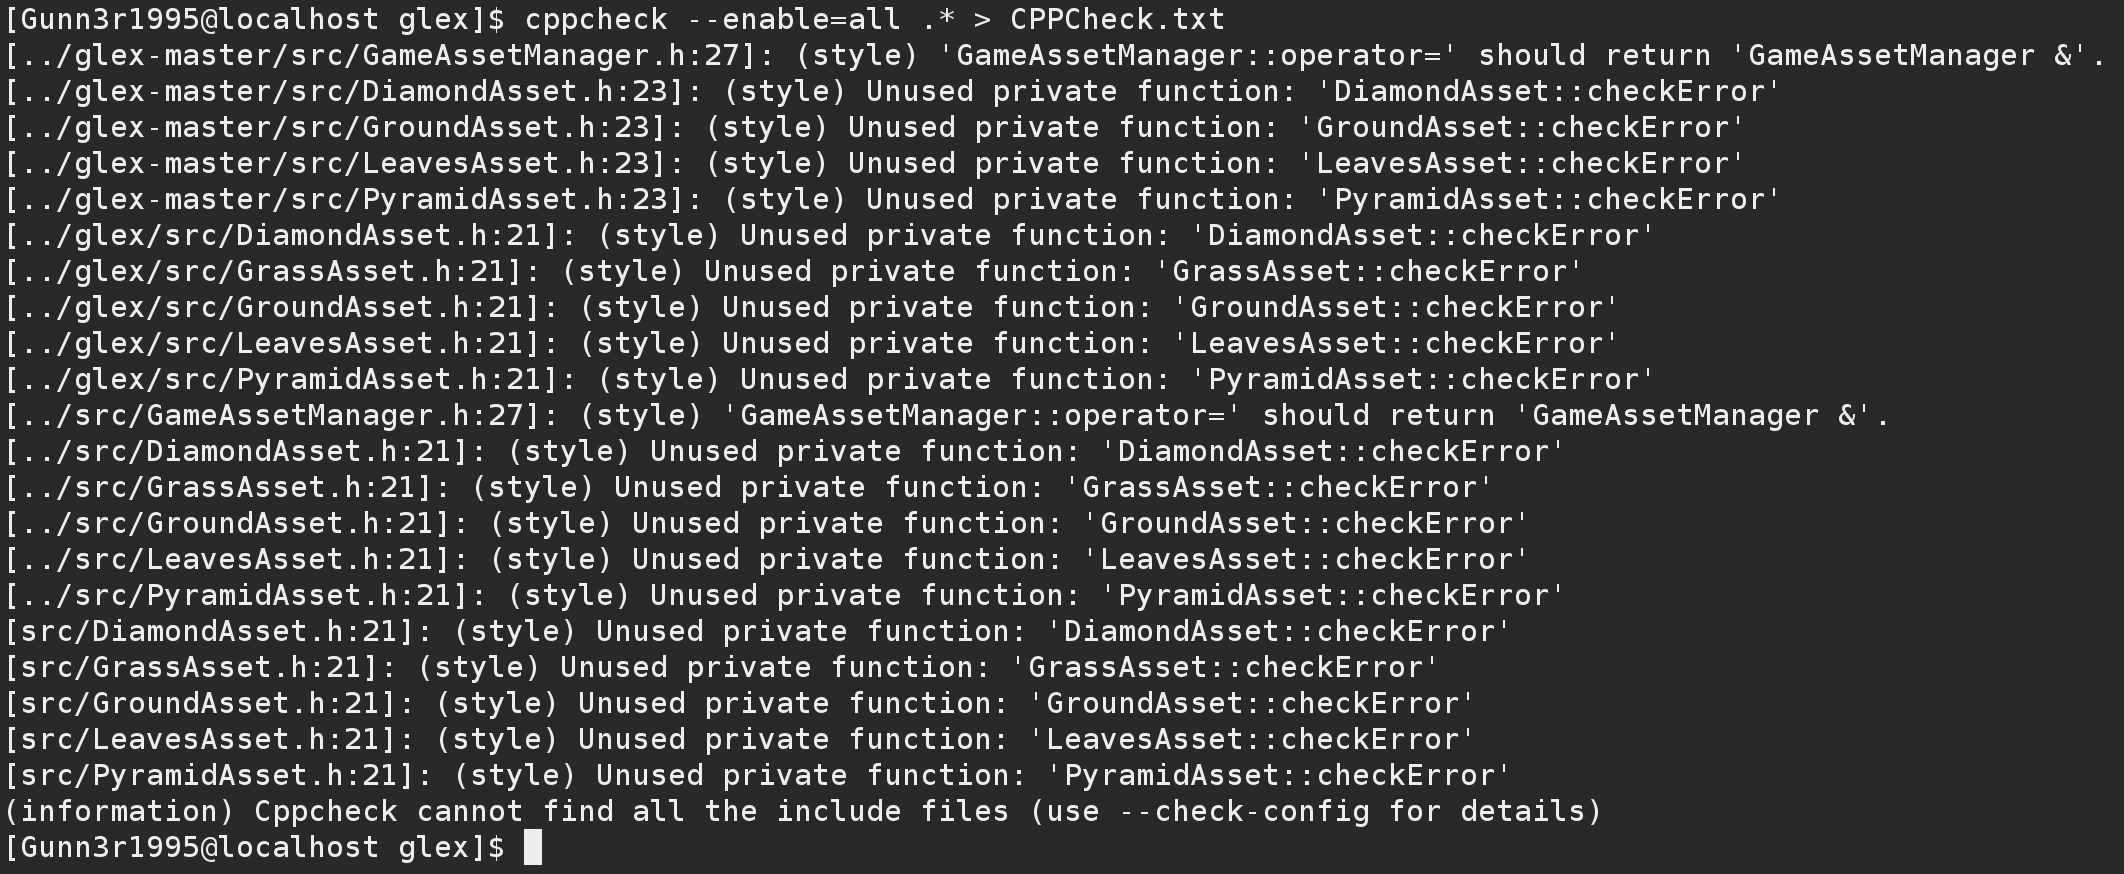 [Gunn3r1995@localhost glex]$ cppcheck --enable=all .* > CPPCheck.txt
[../glex-master/src/GameAssetManager.h:27]: (style) 'GameAssetManager::operator=' should return 'GameAssetManager &'.
[../glex-master/src/DiamondAsset.h:23]: (style) Unused private function: 'DiamondAsset::checkError'
[../glex-master/src/GroundAsset.h:23]: (style) Unused private function: 'GroundAsset::checkError'
[../glex-master/src/LeavesAsset.h:23]: (style) Unused private function: 'LeavesAsset::checkError'
[../glex-master/src/PyramidAsset.h:23]: (style) Unused private function: 'PyramidAsset::checkError'
[../glex/src/DiamondAsset.h:21]: (style) Unused private function: 'DiamondAsset::checkError'
[../glex/src/GrassAsset.h:21]: (style) Unused private function: 'GrassAsset::checkError'
[../glex/src/GroundAsset.h:21]: (style) Unused private function: 'GroundAsset::checkError'
[../glex/src/LeavesAsset.h:21]: (style) Unused private function: 'LeavesAsset::checkError'
[../glex/src/PyramidAsset.h:21]: (style) Unused private function: 'PyramidAsset::checkError'
[../src/GameAssetManager.h:27]: (style) 'GameAssetManager::operator=' should return 'GameAssetManager &'.
[../src/DiamondAsset.h:21]: (style) Unused private function: 'DiamondAsset::checkError'
[../src/GrassAsset.h:21]: (style) Unused private function: 'GrassAsset::checkError'
[../src/GroundAsset.h:21]: (style) Unused private function: 'GroundAsset::checkError'
[../src/LeavesAsset.h:21]: (style) Unused private function: 'LeavesAsset::checkError'
[../src/PyramidAsset.h:21]: (style) Unused private function: 'PyramidAsset::checkError'
[src/DiamondAsset.h:21]: (style) Unused private function: 'DiamondAsset::checkError'
[src/GrassAsset.h:21]: (style) Unused private function: 'GrassAsset::checkError'
[src/GroundAsset.h:21]: (style) Unused private function: 'GroundAsset::checkError'
[src/LeavesAsset.h:21]: (style) Unused private function: 'LeavesAsset::checkError'
[src/PyramidAsset.h:21]: (style) Unused private function: 'PyramidAsset::checkError'
(information) Cppcheck cannot find all the include files (use --check-config for details)
[Gunn3r1995@localhost glex]$